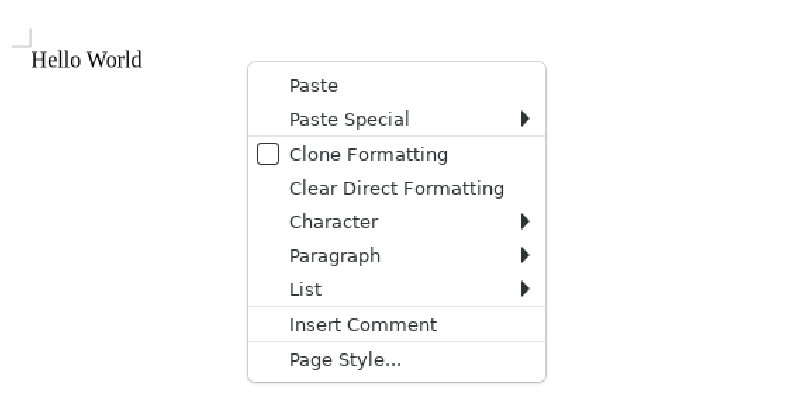 Hello World
Paste
Paste Special
Clone Formatting
Clear Direct Formatting
Character
Paragraph
List
Insert Comment
Page Style...